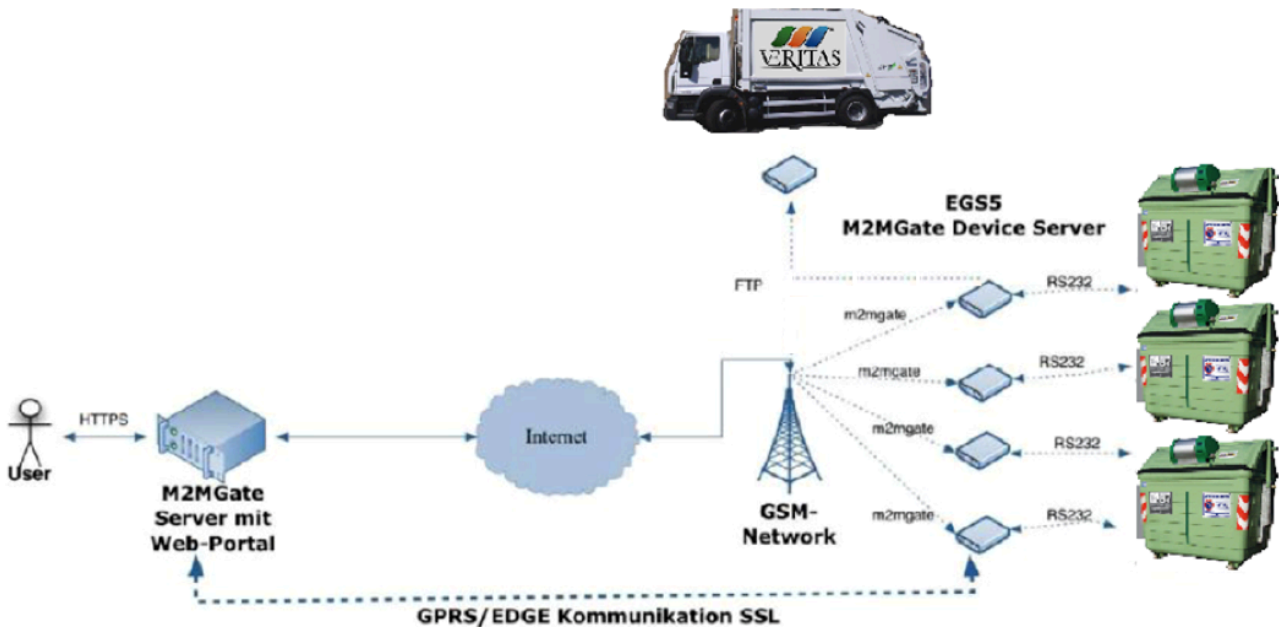 VERITAS
EGS5
M2MGate Device Server
FTP
RS232
m2mgate
RS232
m2mgate
HTTPS
Internet
m2mgate
RS232
User
M2MGate
Server mit
Web-Portal
GSM-
Network
m2mgate
RS232
GPRS/EDGE Kommunikation SSL